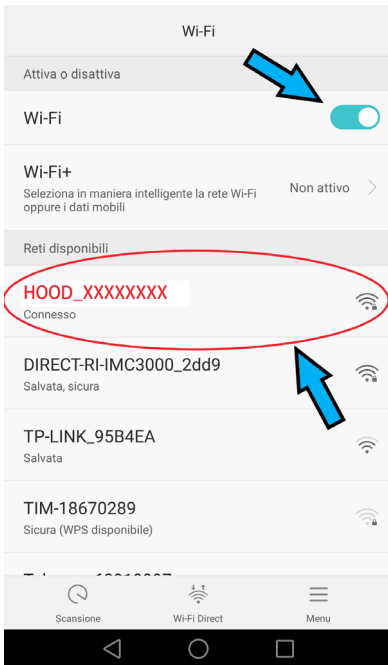 Wi-Fi
Attiva o disattiva
Wi-Fi
Wi-Fi+
Seleziona in maniera intelligente la rete Wi-Fi
oppure i dati mobili
Non attivo
Reti disponibili
HOOD_XXXXXXXX
Connesso
DIRECT-RI-IMC3000_2dd9
Salvata, sicura
TP-LINK_95B4EA
Salvata
TIM-18670289
Sicura (WPS disponibile)
Scansione
Wi-Fi Direct
Menu